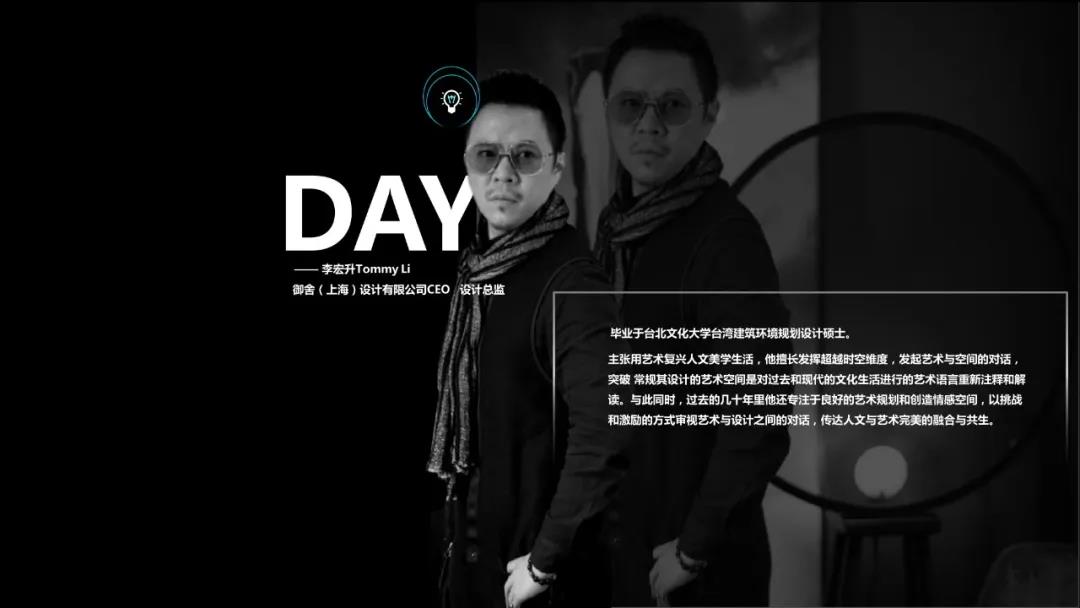 DAY
—— 李宏升Tommy Li
御舍（上海）设计有限公司CEO 设计总监
毕业于台北文化大学台湾建筑环境规划设计硕士。
主张用艺术复兴人文美学生活，他擅长发挥超越时空维度，发起艺术与空间的对话，
突破 常规其设计的艺术空间是对过去和现代的文化生活进行的艺术语言重新注释和解
读。与此同时，过去的几十年里他还专注于良好的艺术规划和创造情感空间，以挑战
和激励的方式审视艺术与设计之间的对话，传达人文与艺术完美的融合与共生。